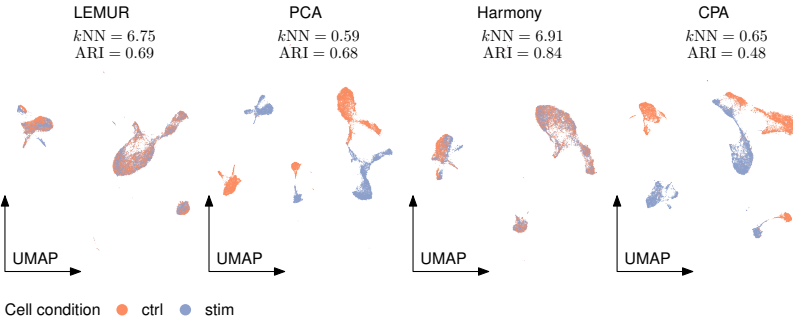 LEMUR
kNN = 6.75
ARI = 0.69
PCA
kNN = 0.59
ARI = 0.68
Harmony
kNN = 6.91
ARI = 0.84
CPA
kNN = 0.65
ARI = 0.48
UMAP
UMAP
UMAP
UMAP
Cell condition ctrl stim